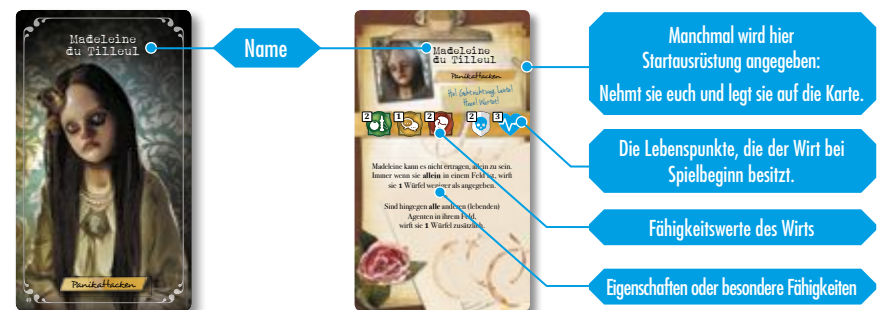 Madeleine
du Tilleul
Panikattacken
Name
Madeleine
du Tilleul
Panikattacken
2
1
2
2
3
Madeleine kann es nicht ertragen, allein zu sein.
Immer wenn sie allein in einem Feld ist, wirft
sie 1 Würfel weniger als angegeben.
Sind hingegen alle anderen (lebenden)
Agenten in ihrem Feld,
wirft sie 1 Würfel zusätzlich.
Manchmal wird hier
Startausrüstung angegeben:
Nehmt sie euch und legt sie auf die Karte.
Die Lebenspunkte, die der Wirt bei
Spielbeginn besitzt.
Fähigkeitswerte des Wirts
Eigenschaften oder besondere Fähigkeiten